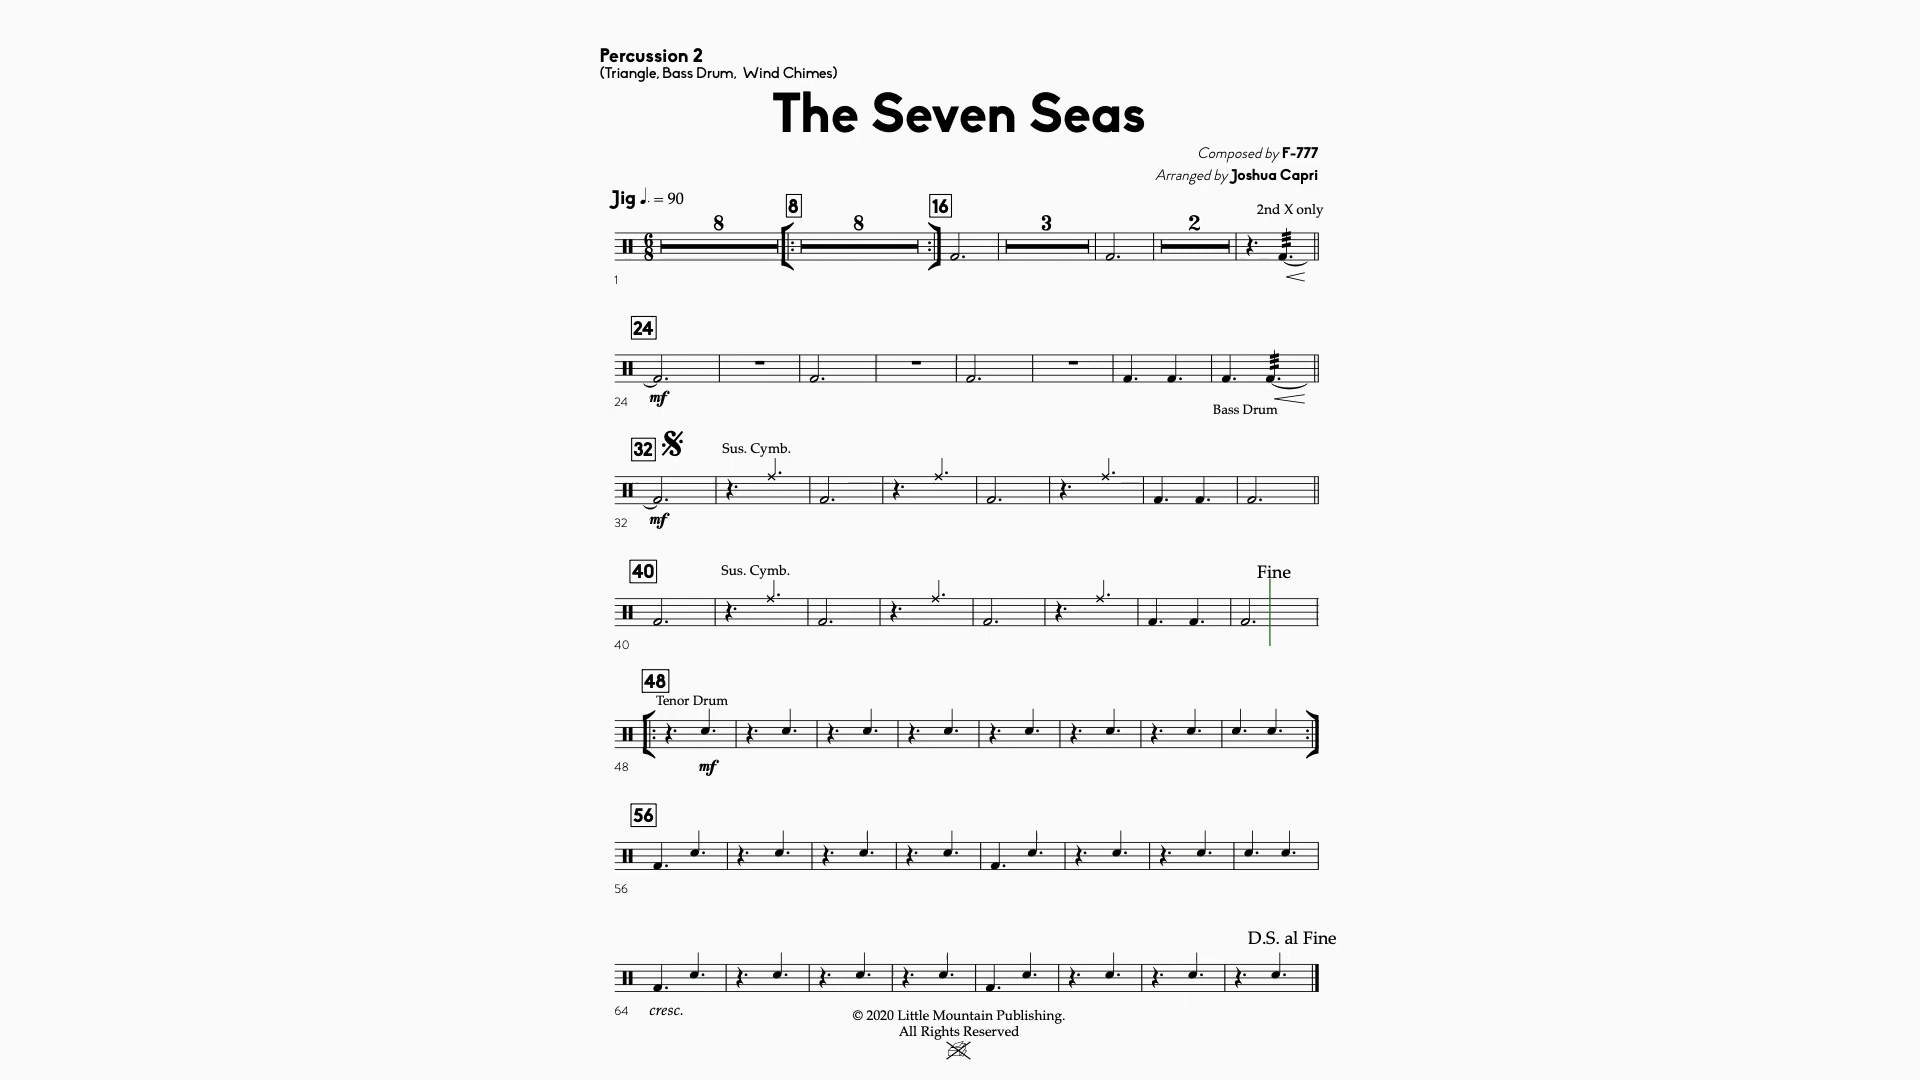 Percussion 2
(Triangle, Bass Drum, Wind Chimes)
The Seven Seas
Composed by F-777
Arranged by Joshua Capri
Jig ♩. = 90
8
16
2nd X only
8
8
3
2
6
8
1
24
24
mf
Bass Drum
32
Sus. Cymb.
32
mf
40
Sus. Cymb.
Fine
40
48
Tenor Drum
48
mf
56
56
D.S. al Fine
64
cresc.
© 2020 Little Mountain Publishing.
All Rights Reserved